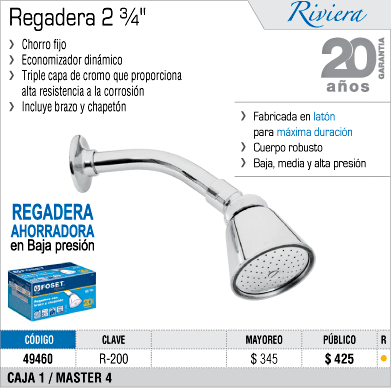 Regadera 2 ¾"
Riviera
› Chorro fijo
› Economizador dinámico
› Triple capa de cromo que proporciona
alta resistencia a la corrosión
› Incluye brazo y chapetón
20
años
GARANTÍA
› Fabricada en latón
para máxima duración
› Cuerpo robusto
› Baja, media y alta presión
REGADERA
AHORRADORA
en Baja presión
FOSET
CÓDIGO CLAVE MAYOREO PÚBLICO R
49460 R-200 $ 345 $ 425
CAJA 1 / MASTER 4